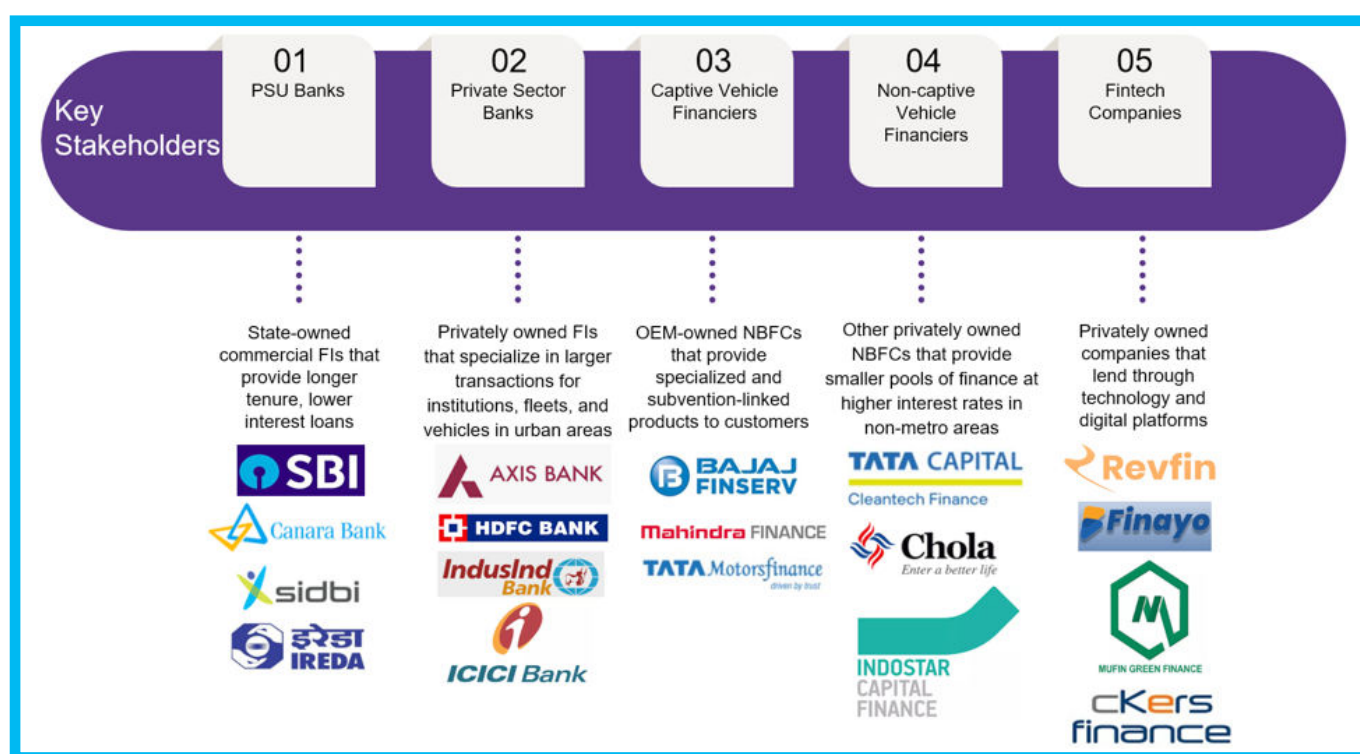 Key
Stakeholders
01
PSU Banks
02
Private Sector
Banks
03
Captive Vehicle
Financiers
04
Non-captive
Vehicle
Financiers
05
Fintech
Companies
State-owned
commercial FIs that
provide longer
tenure, lower
interest loans
SBI
Canara Bank
sidbi
इरेडा
IREDA
Privately owned FIs
that specialize in larger
transactions for
institutions, fleets, and
vehicles in urban areas
AXIS BANK
HDFC BANK
IndusInd
Bank
ICICI Bank
OEM-owned NBFCs
that provide
specialized and
subvention-linked
products to customers
BAJAJ
FINSERV
Mahindra FINANCE
TATA Motorsfinance
driven by trust
Other privately owned
NBFCs that provide
smaller pools of finance at
higher interest rates in
non-metro areas
TATA CAPITAL
Cleantech Finance
Chola
Enter a better life
INDOSTAR
CAPITAL
FINANCE
Privately owned
companies that
lend through
technology and
digital platforms
Revfin
Finayo
MUFIN GREEN FINANCE
cKers
finance